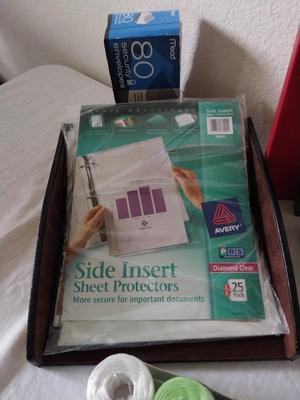 Mead
80
security
envelopes
80
Side Insert
AVERY
Side Insert
Sheet Protectors
More secure for important documents
Diamond Clear
25
Pack